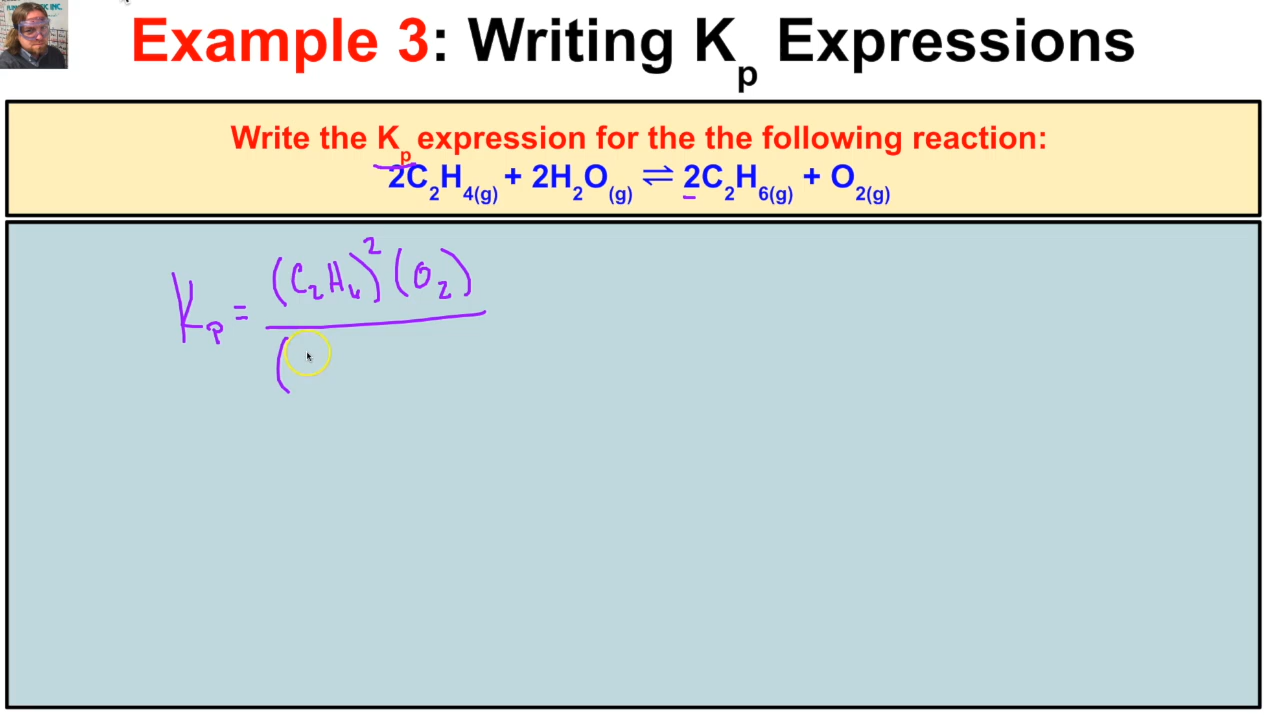 Example 3: Writing Kp Expressions
Write the Kp expression for the the following reaction:
2C2H4(g) + 2H2O(g) ⇌ 2C2H6(g) + O2(g)
(C2H6)^2 (O2)
Kp =
(